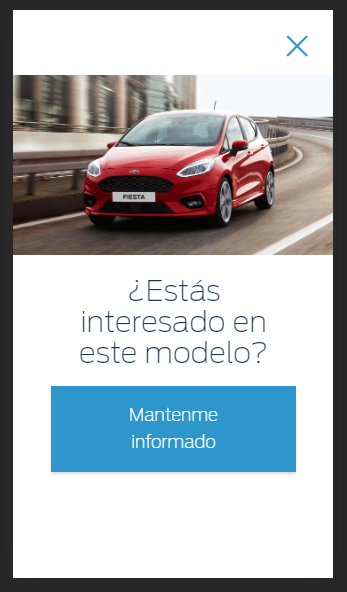 FIESTA
¿Estás
interesado en
este modelo?
Mantenme
informado